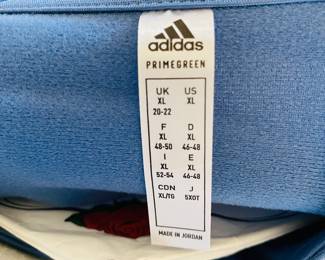 adidas
PRIMEGREEN
UK US
XL XL
20-22
F D
XL XL
48-50 46-48
I E
XL XL
52-54 46-48
CDN J
XL/TG 5XOT
MADE IN JORDAN